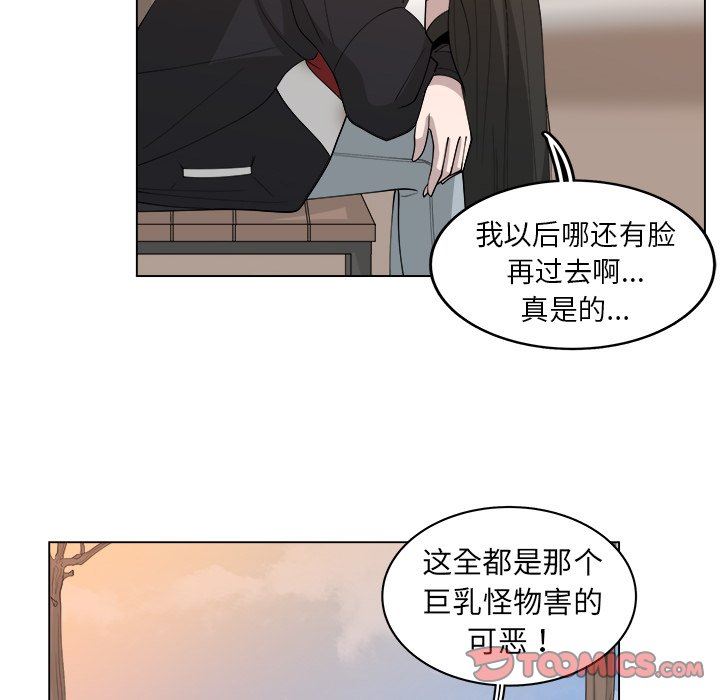 我以后哪还有脸
再过去啊...
真是的...
这全都是那个
巨乳怪物害的
可恶！
TOOMICS.COM